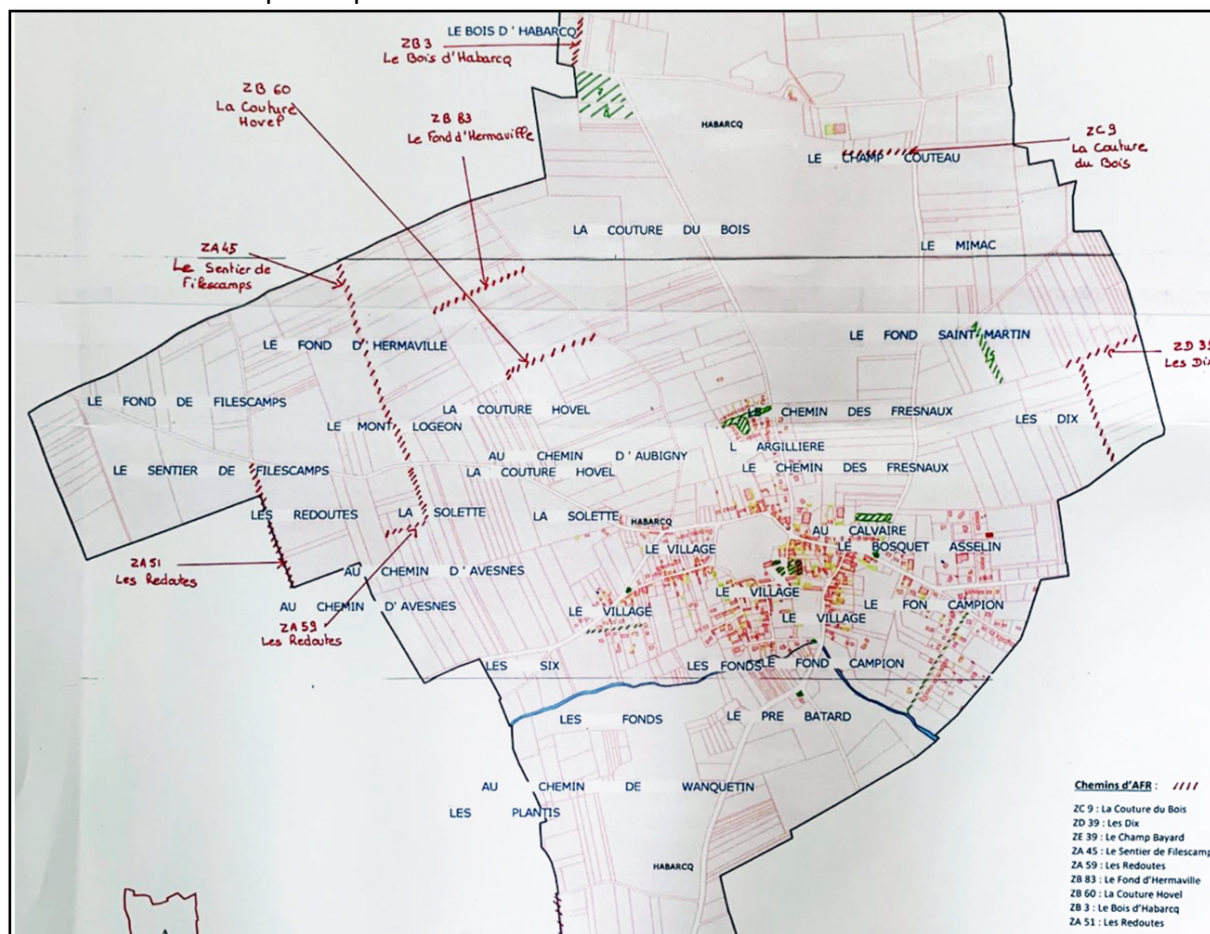 LE BOIS D ' HABARCQ
ZB 3
Le Bois d'Habarcq
ZB 60
La Couture
Hovel
ZB 83
Le Fond d'Hermaville
HABARCQ
ZC 9
La Couture
du Bois
LE CHAMP COUTEAU
LA COUTURE DU BOIS
LE MIMAC
ZA 45
Le Sentier de
Filescamps
LE FOND SAINT MARTIN
LE FOND D ' HERMAVILLE
ZD 39
Les Dix
LE FOND DE FILESCAMPS
LA COUTURE HOVEL
LE CHEMIN DES FRESNAUX
LE MONT LOGEON
LES DIX
L ARGILLIERE
AU CHEMIN D ' AUBIGNY
LE SENTIER DE FILESCAMPS
LA COUTURE HOVEL
LE CHEMIN DES FRESNAUX
LES REDOUTES
LA SOLETTE
LA SOLETTE
HABARCQ
AU CALVAIRE
LE VILLAGE
LE BOSQUET ASSELIN
ZA 51
Les Redoutes
AU CHEMIN D ' AVESNES
LE VILLAGE
AU CHEMIN D' AVESNES
LE VILLAGE
LE FON CAMPION
LE VILLAGE
ZA 59
Les Redoutes
LES SIX
LES FONDS
LE FOND CAMPION
LES FONDS
LE PRE BATARD
AU CHEMIN DE WANQUETIN
LES PLANTIS
HABARCQ
Chemins d'AFR :
ZC 9 : La Couture du Bois
ZD 39 : Les Dix
ZE 39 : Le Champ Bayard
ZA 45 : Le Sentier de Filescamp
ZA 59 : Les Redoutes
ZB 83 : Le Fond d'Hermaville
ZB 60 : La Couture Hovel
ZB 3 : Le Bois d'Habarcq
ZA 51 : Les Redoutes